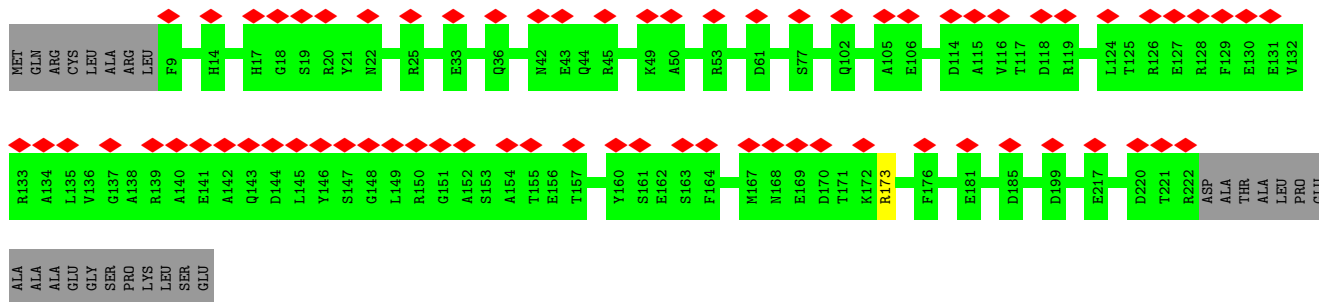 MET GLN ARG CYS LEU ALA ARG LEU F9 H14 H17 G18 S19 R20 Y21 N22 R25 E33 Q36 N42 E43 Q44 R45 K49 A50 R53 D61 S77 Q102 A105 E106 D114 A115 V116 T117 D118 R119 L124 T125 R126 E127 R128 F129 E130 E131 V132
R133 A134 L135 V136 G137 A138 R139 A140 E141 A142 Q143 D144 L145 Y146 S147 G148 L149 R150 G151 A152 S153 A154 T155 E156 T157 Y160 S161 E162 S163 F164 M167 N168 E169 D170 T171 K172 R173 F176 E181 D185 D199 E217 D220 T221 R222 ASP ALA THR ALA LEU PRO GLU
ALA ALA ALA GLU GLY SER PRO LYS LEU SER GLU